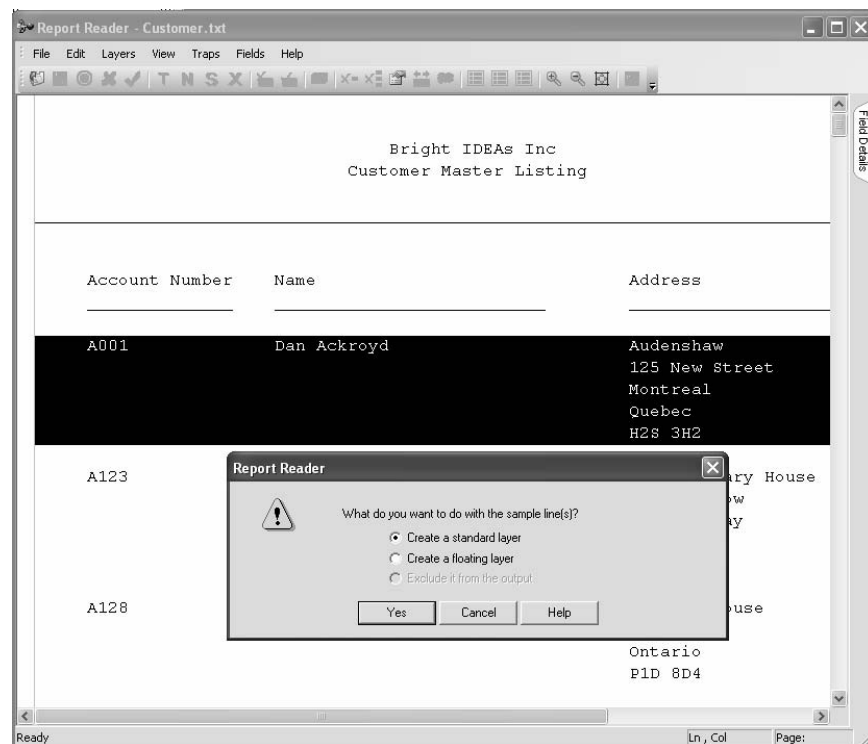 Report Reader - Customer.txt
File Edit Layers View Traps Fields Help
T N S X
Field Details
Bright IDEAs Inc
Customer Master Listing
Account Number Name Address
A001 Dan Ackroyd Audenshaw
125 New Street
Montreal
Quebec
H2S 3H2
Report Reader
A123 ary House
What do you want to do with the sample line(s)?
Create a standard layer
Create a floating layer
Exclude it from the output
Yes Cancel Help
A128
Ontario
P1D 8D4
Ready Ln , Col Page: